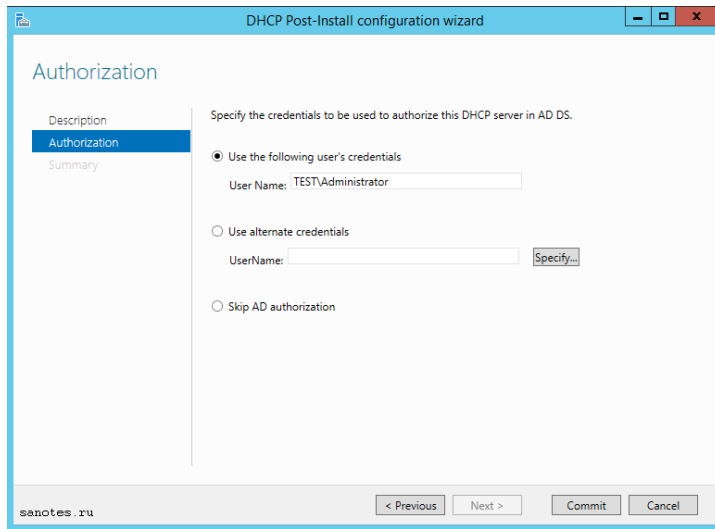 DHCP Post-Install configuration wizard
Authorization
Description
Authorization
Summary
Specify the credentials to be used to authorize this DHCP server in AD DS.
Use the following user's credentials
User Name: TEST\Administrator
Use alternate credentials
UserName:
Specify...
Skip AD authorization
< Previous
Next >
Commit
Cancel
sanotes.ru